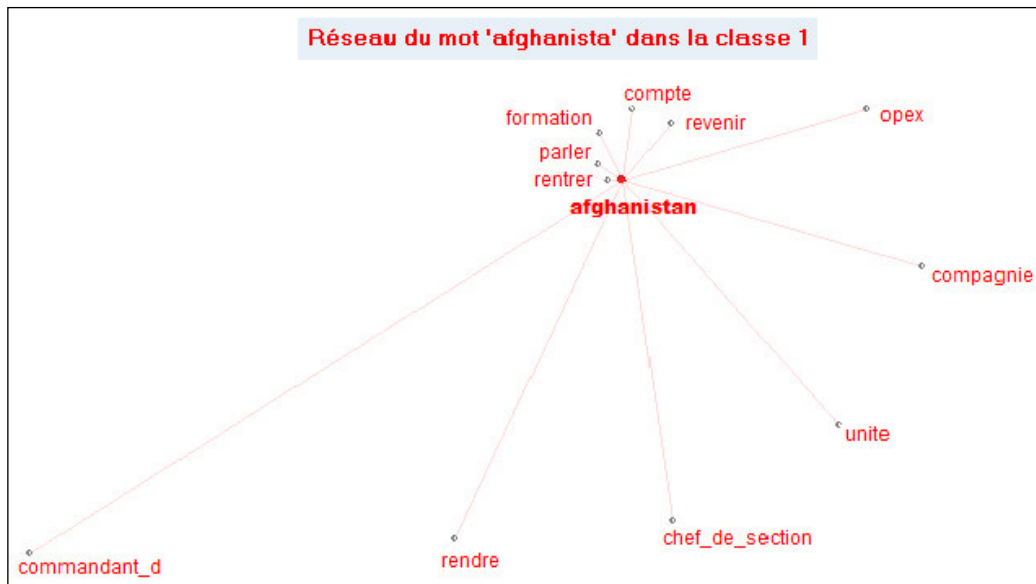 Réseau du mot 'afghanista' dans la classe 1
compte
opex
formation
revenir
parler
rentrer
afghanistan
compagnie
unite
chef_de_section
rendre
commandant_d